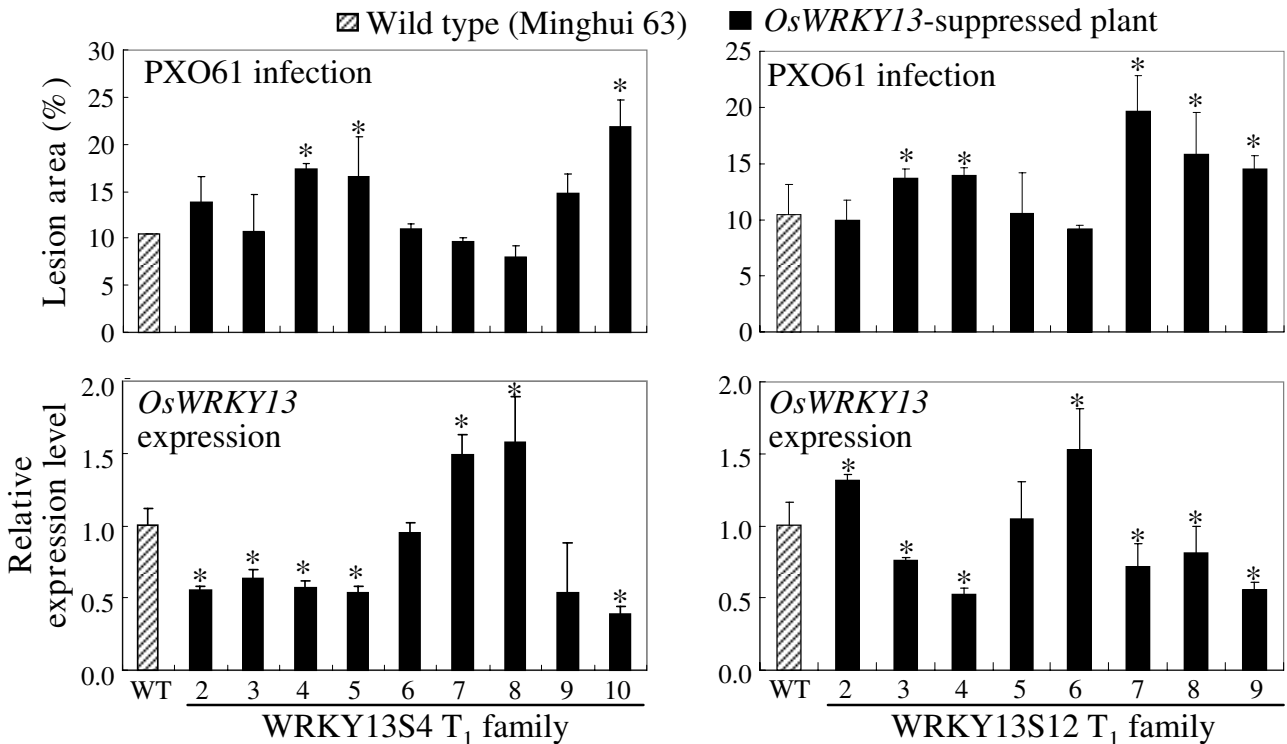 Wild type (Minghui 63) OsWRKY13-suppressed plant
PXO61 infection
Lesion area (%)
30
25
20
15
10
5
0
* * *
PXO61 infection
25
20
15
10
5
0
* * * * *
OsWRKY13
expression
Relative
expression level
2.0
1.5
1.0
0.5
0.0
* * * * * * *
WT 2 3 4 5 6 7 8 9 10
WRKY13S4 T1 family
OsWRKY13
expression
2.0
1.5
1.0
0.5
0.0
* * * * * * *
WT 2 3 4 5 6 7 8 9
WRKY13S12 T1 family